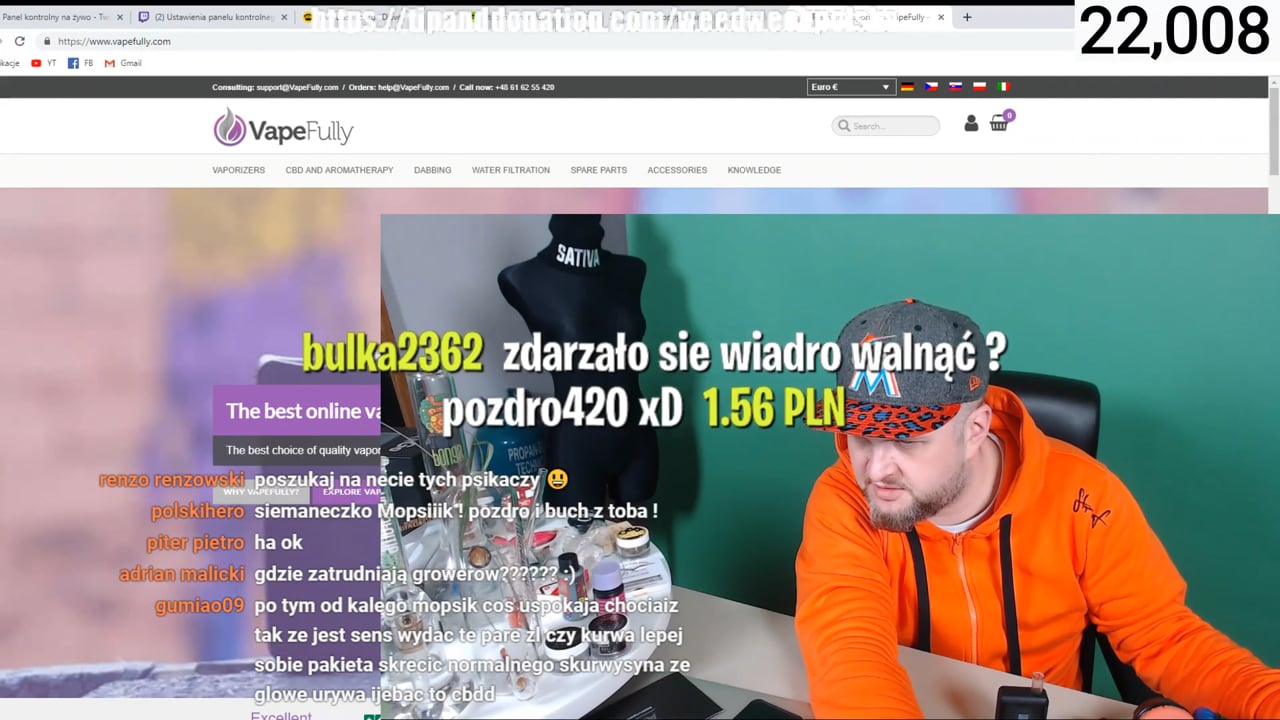 Panel kontrolny na żywo - Tw
(2) Ustawienia panelu kontrolne
https://tipanddonation.com/weedweek
22,008
https://www.vapefully.com
kacje YT FB Gmail
Consulting: support@VapeFully.com / Orders: help@VapeFully.com / Call now: +48 61 62 55 420
Euro €
VapeFully
Search...
0
VAPORIZERS CBD AND AROMATHERAPY DABBING WATER FILTRATION SPARE PARTS ACCESSORIES KNOWLEDGE
SATIVA
bulka2362 zdarzało sie wiadro walnąć ?
pozdro420 xD 1.56 PLN
The best online va
The best choice of quality vapor
bongo
PROPAN-B
TECHN
WHY VAPEFULLY? EXPLORE VAP
renzo renzowski poszukaj na necie tych psikaczy
polskihero siemaneczko Mopsiiik ! pozdro i buch z toba !
piter pietro ha ok
adrian malicki gdzie zatrudniają growerow?????? :)
gumiao09 po tym od kalego mopsik cos uspokaja chociaiz
tak ze jest sens wydac te pare zl czy kurwa lepej
sobie pakieta skrecic normalnego skurwysyna ze
glowe urywa ijebac to cbdd
Excellent